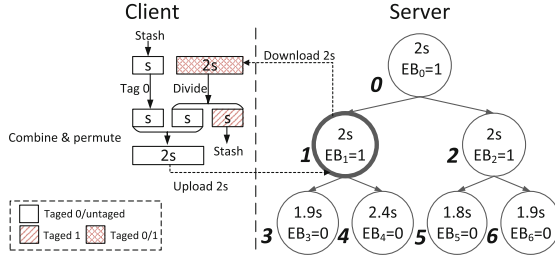 Client
Server
Stash
s
2s
Download 2s
2s
EB0=1
0
Tag 0
Divide
s
s
s
Combine & permute
Stash
2s
Upload 2s
2s
EB1=1
1
2s
EB2=1
2
Taged 0/untaged
Taged 1
Taged 0/1
1.9s
EB3=0
3
2.4s
EB4=0
4
1.8s
EB5=0
5
1.9s
EB6=0
6